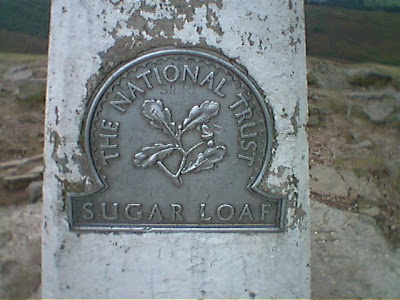 THE NATIONAL TRUST
SUGAR LOAF